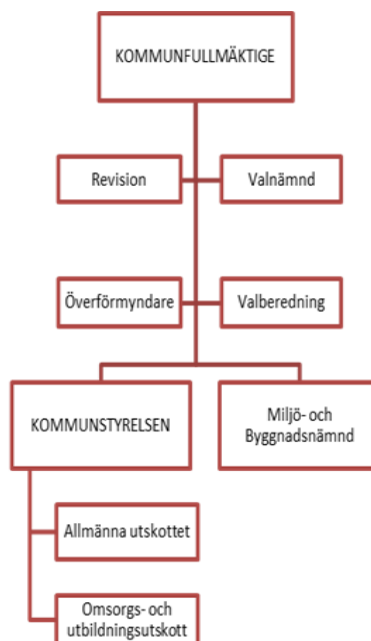 KOMMUNFULLMÄKTIGE
Revision
Valnämnd
Överförmyndare
Valberedning
KOMMUNSTYRELSEN
Miljö- och
Byggnadsnämnd
Allmänna utskottet
Omsorgs- och
utbildningsutskott